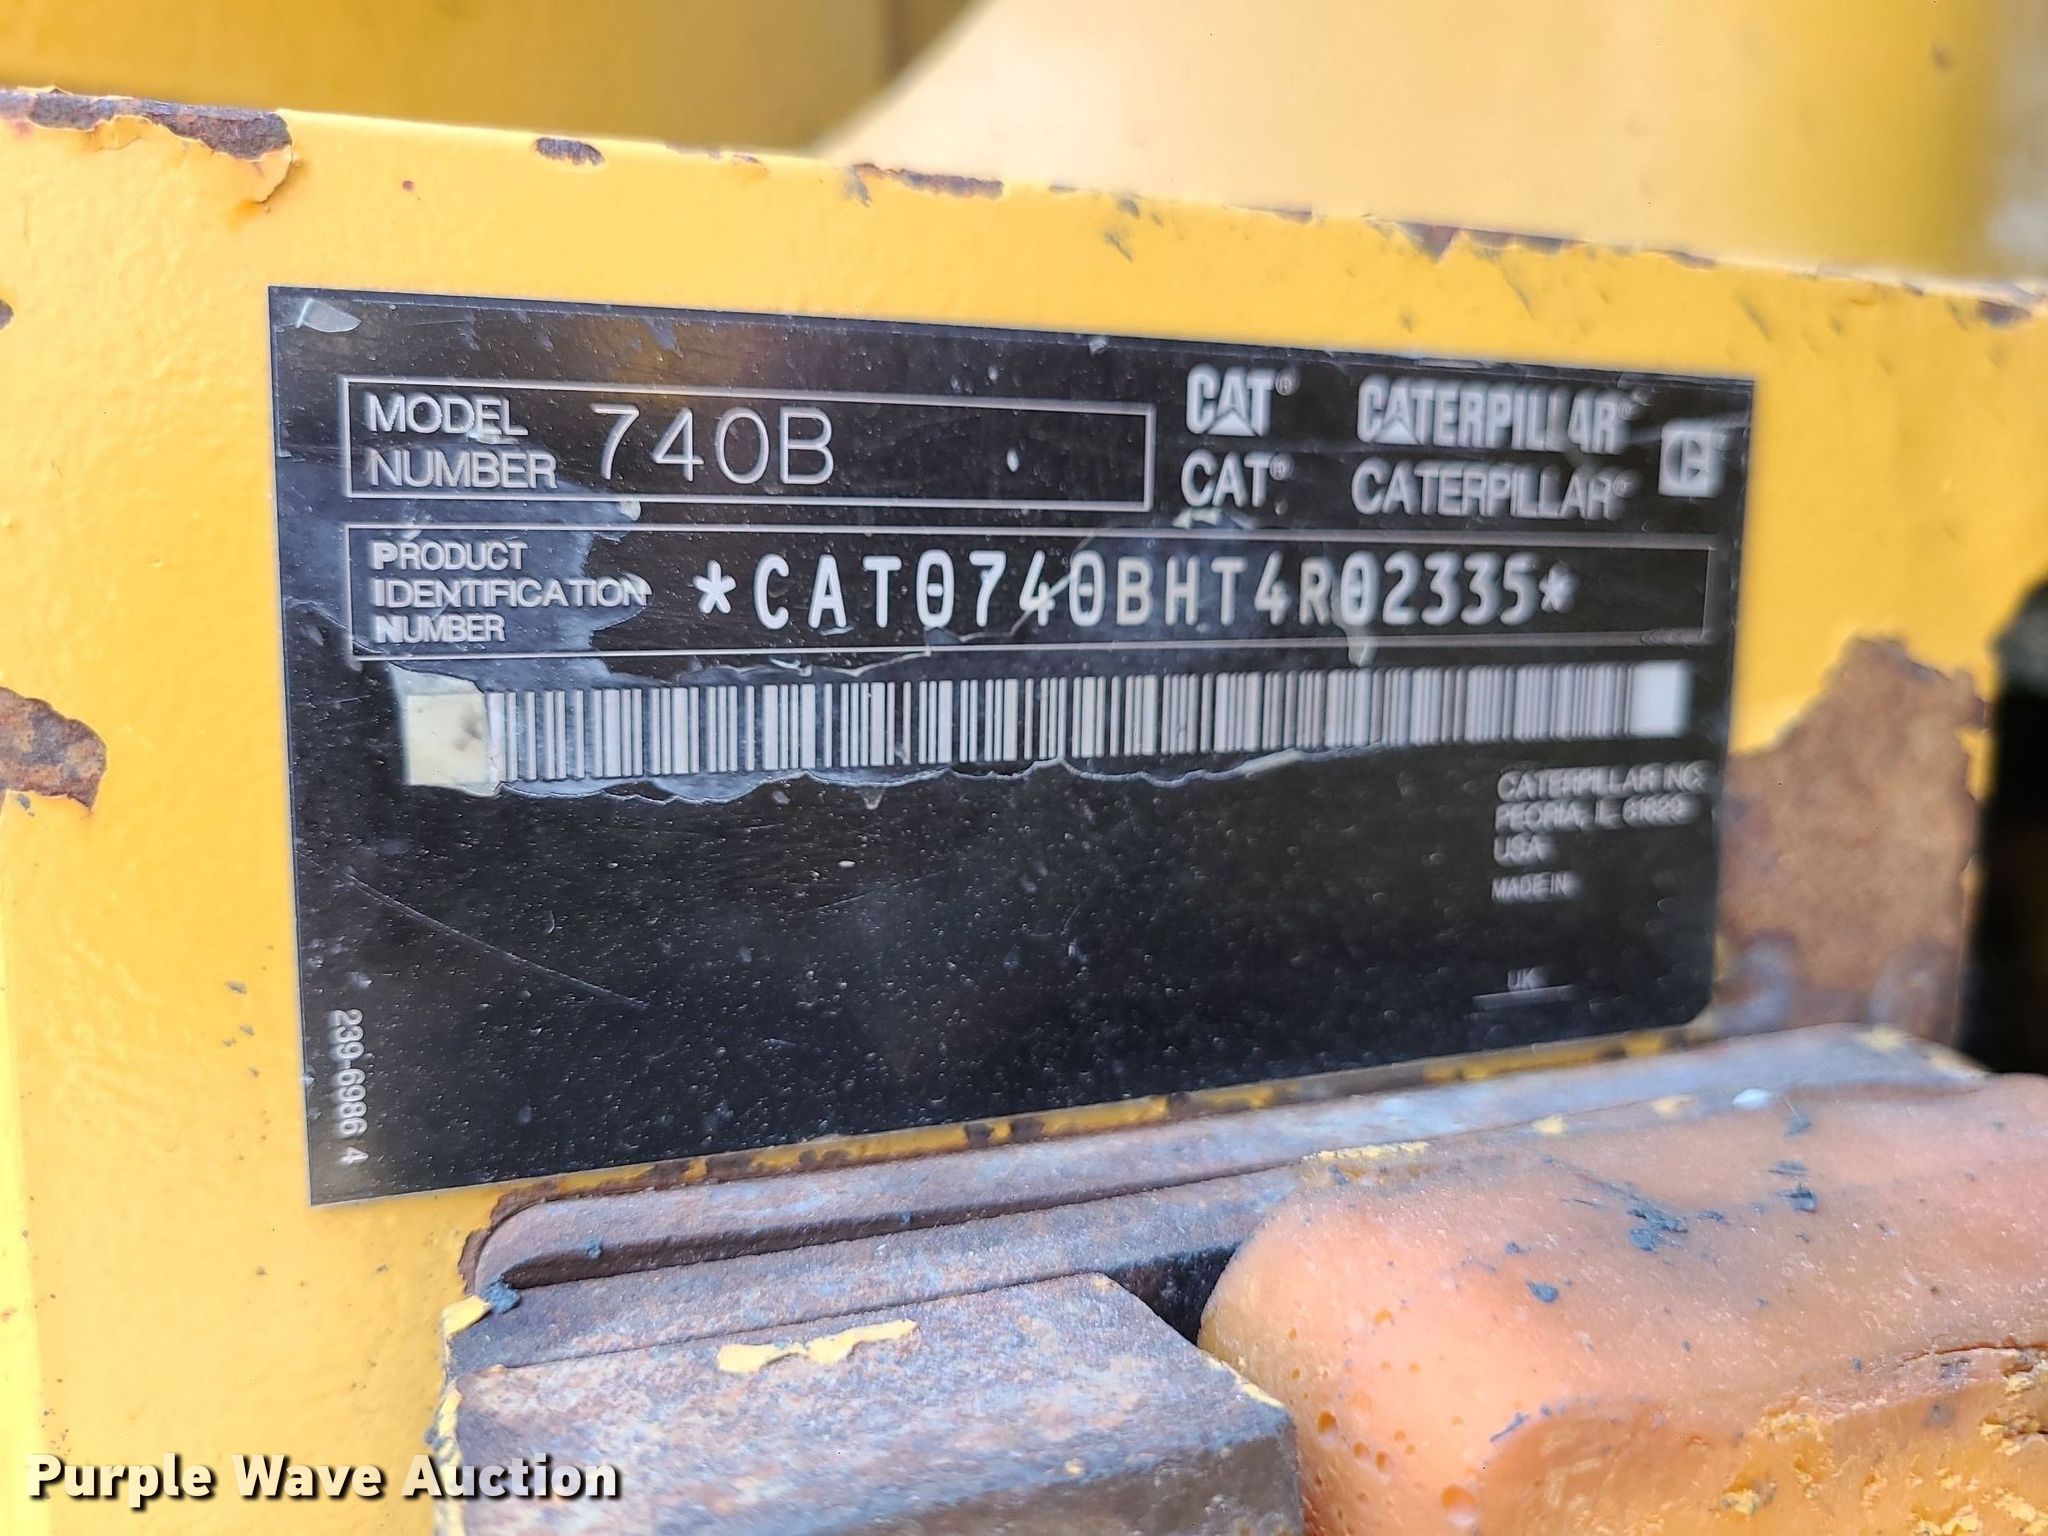 MODEL NUMBER 740B
CAT® CATERPILLAR®
CAT® CATERPILLAR®
PRODUCT IDENTIFICATION NUMBER *CAT0740BHT4R02335*
CATERPILLAR INC.
PEORIA, IL 61629
USA
MADE IN
UK
239-6986 4
Purple Wave Auction